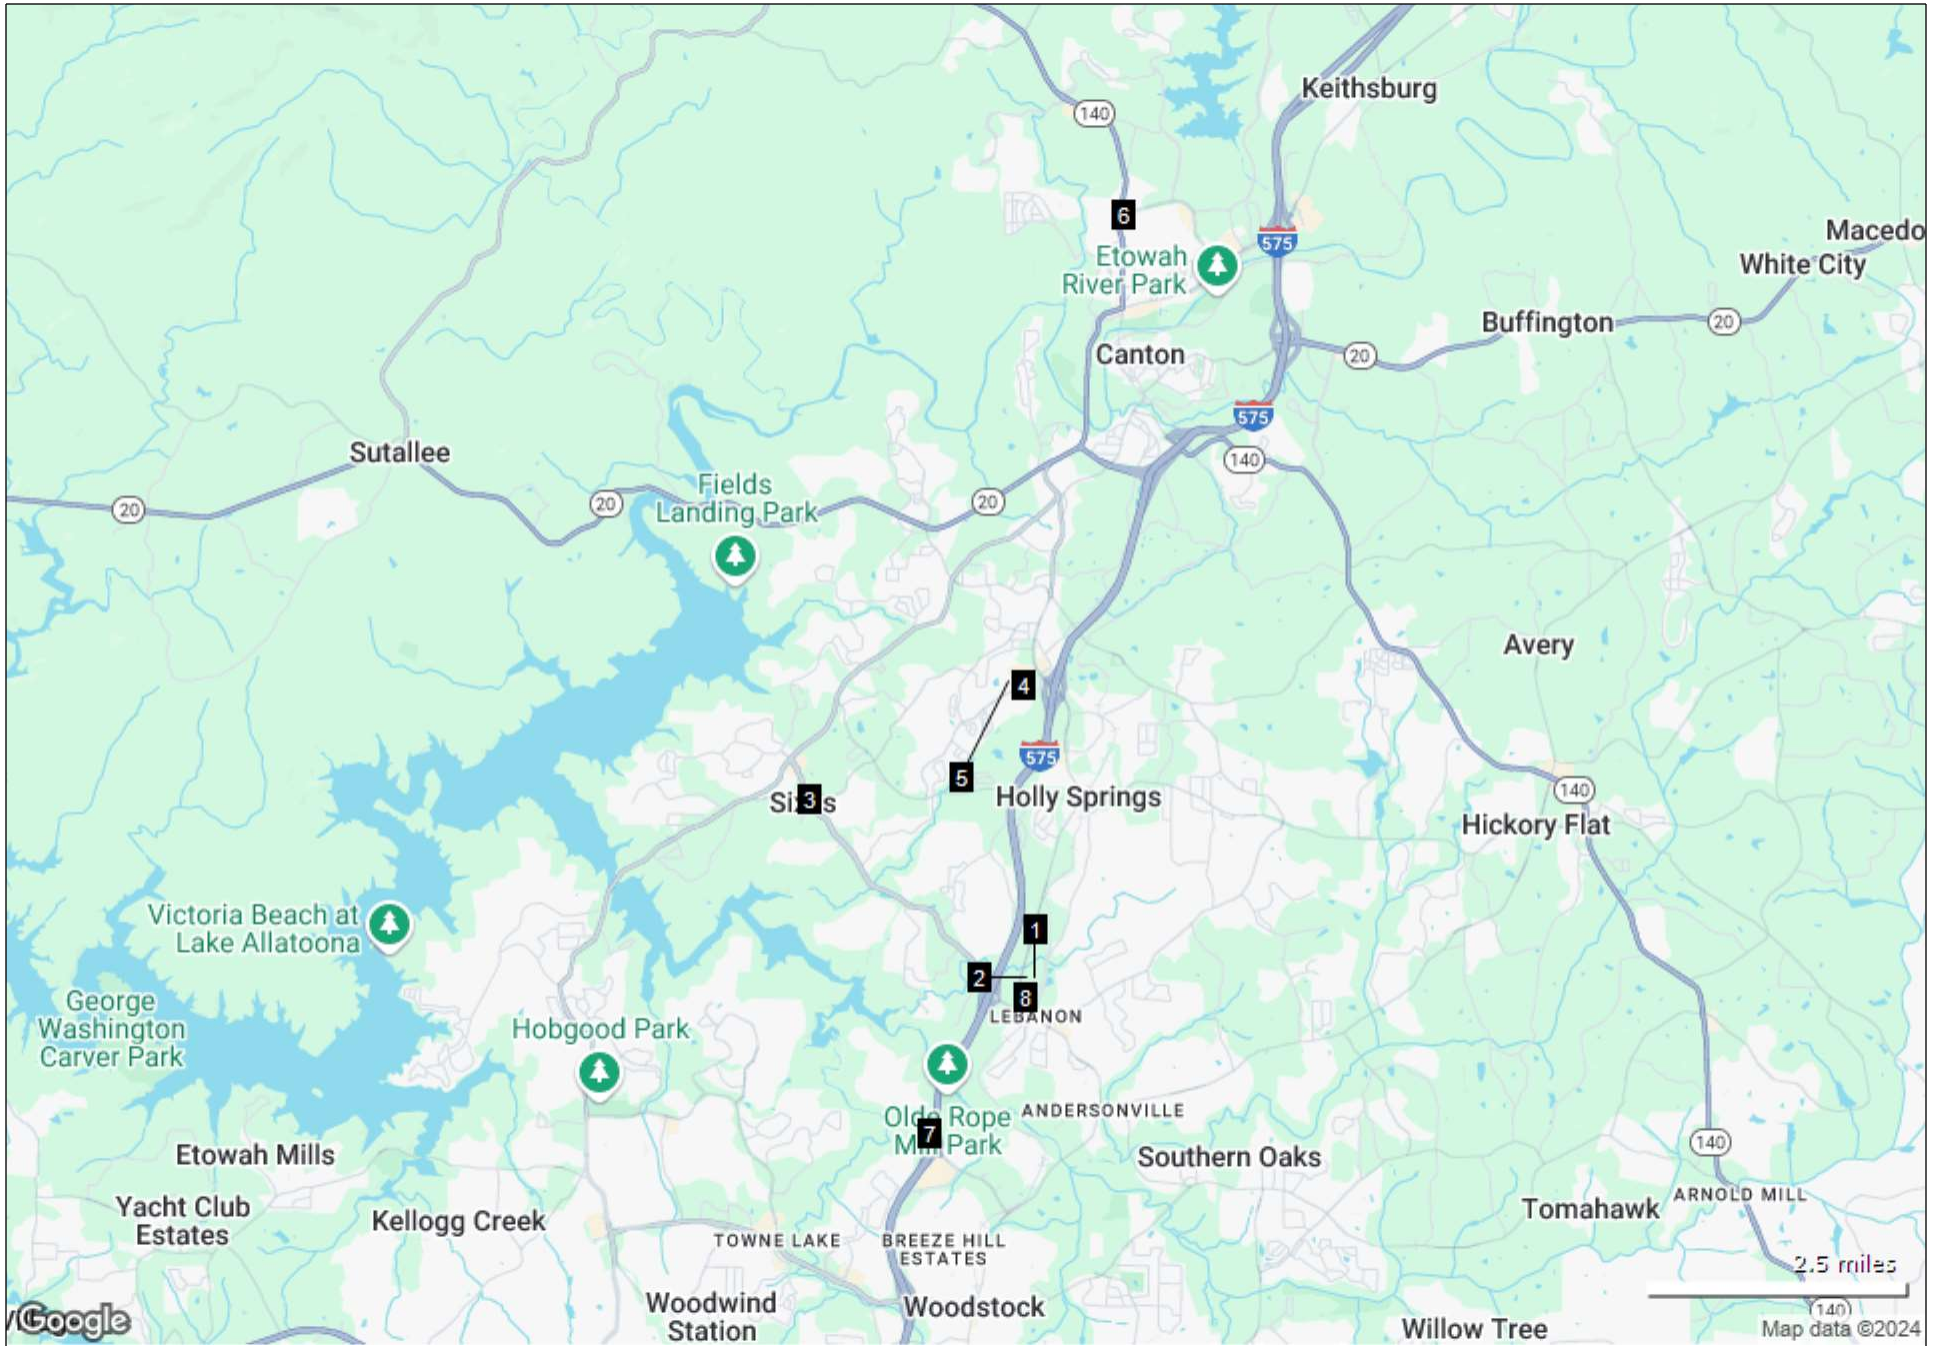 Keithsburg
140
6
575
Macedo
White City
Etowah
River Park
Buffington
20
20
Canton
575
140
Sutallee
20
20
Fields
Landing Park
20
Avery
4
575
5
3
Holly Springs
140
Hickory Flat
Victoria Beach at
Lake Allatoona
1
2
8
LEBANON
George
Washington
Carver Park
Hobgood Park
ANDERSONVILLE
Olde Rope
Mill Park
7
140
Etowah Mills
Southern Oaks
Yacht Club
Estates
Kellogg Creek
ARNOLD MILL
Tomahawk
TOWNE LAKE
BREEZE HILL
ESTATES
2.5 miles
Woodwind
Station
Woodstock
140
Google
Willow Tree
Map data ©2024